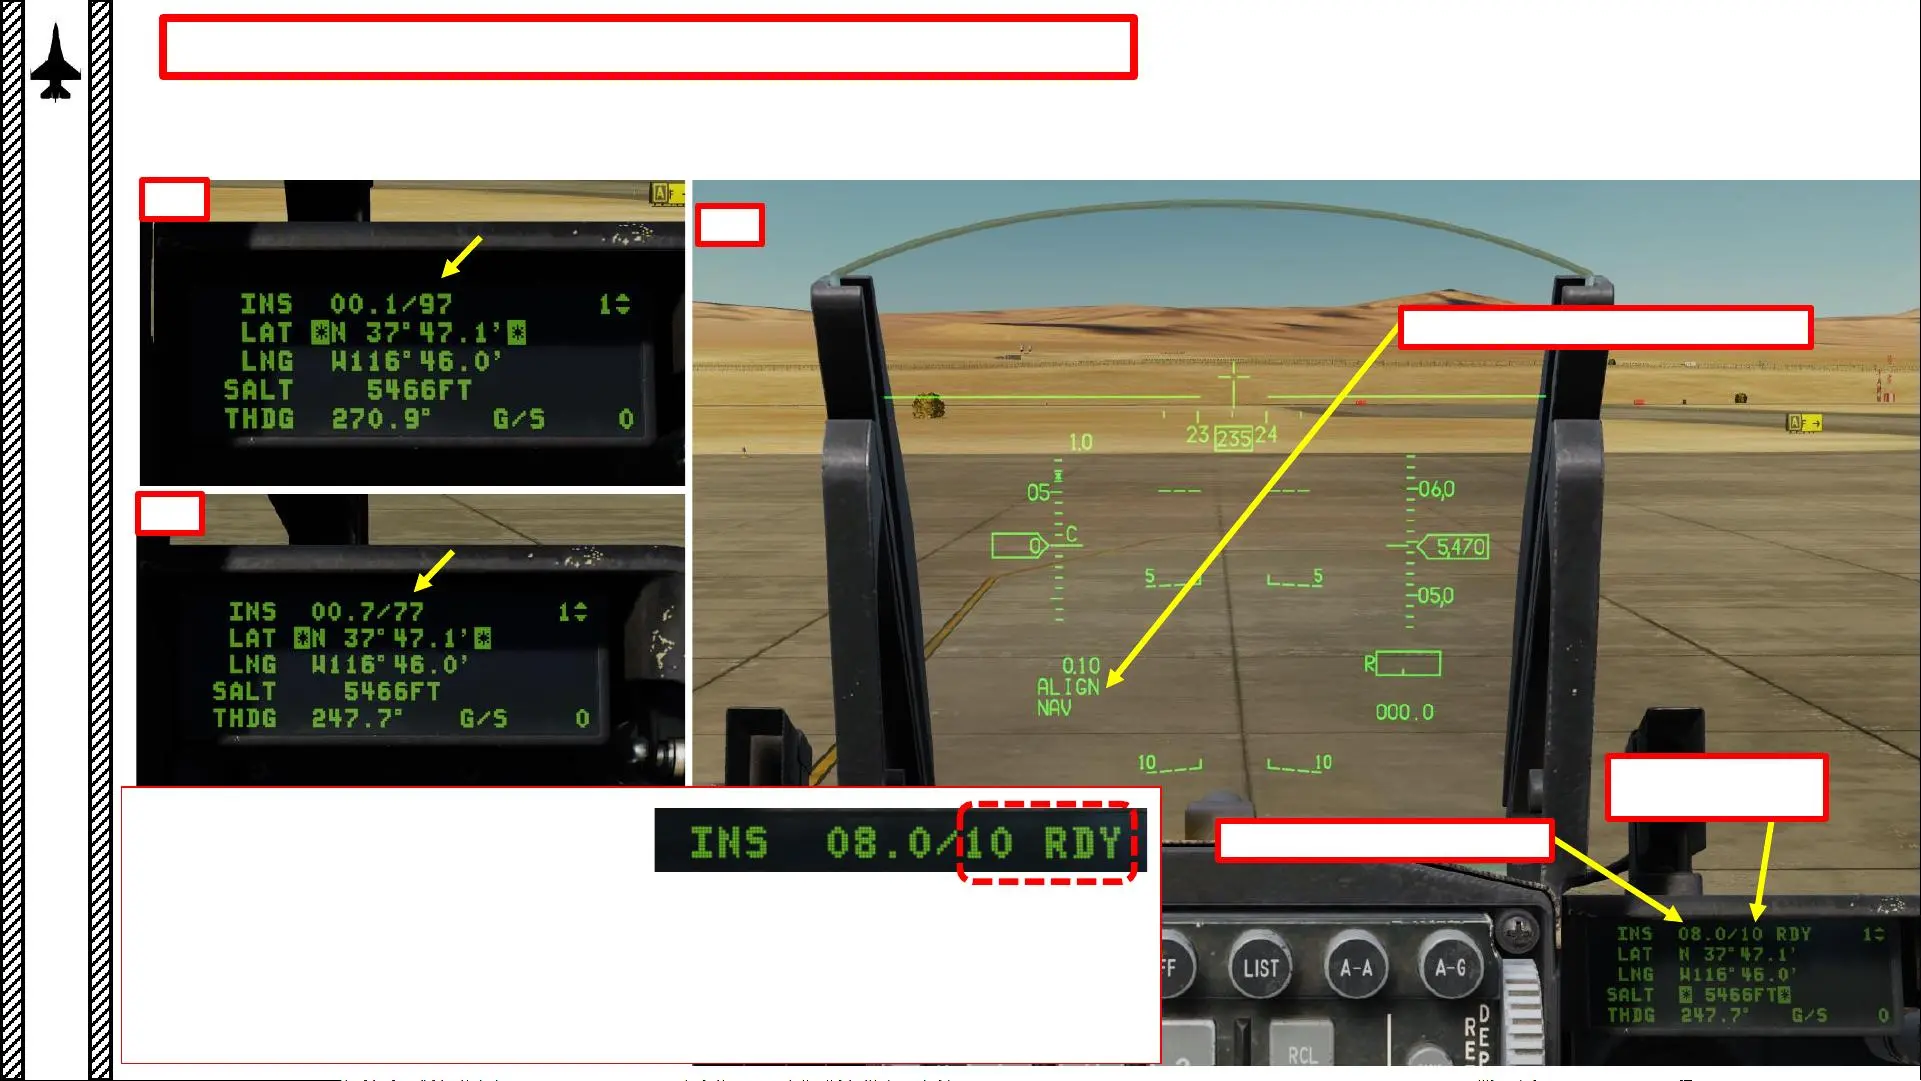 A F
INS 00.1/97 1
LAT *N 37°47.1'*
LNG W116°46.0'
SALT 5466FT
THDG 270.9° G/S 0
INS 00.7/77 1
LAT *N 37°47.1'*
LNG W116°46.0'
SALT 5466FT
THDG 247.7° G/S 0
A F →
23 235 24
1.0
05
06,0
0 C
5,470
5 5
05,0
0.10
ALIGN
NAV
R
000.0
10 10
INS 08.0/10 RDY
FF LIST A-A A-G
RCL
INS 08.0/10 RDY 1
LAT N 37°47.1'
LNG W116°46.0'
SALT * 5466FT*
THDG 247.7° G/S 0